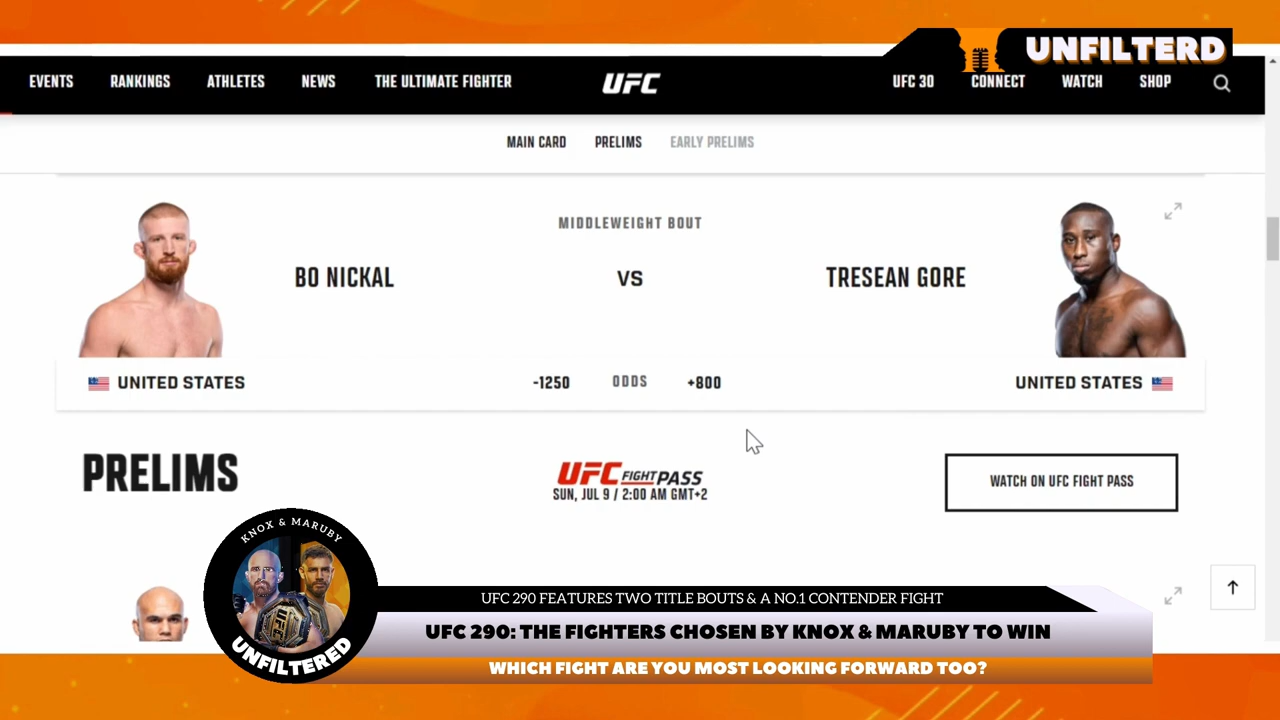 UNFILTERD
EVENTS RANKINGS ATHLETES NEWS THE ULTIMATE FIGHTER UFC UFC 30 CONNECT WATCH SHOP
MAIN CARD PRELIMS EARLY PRELIMS
MIDDLEWEIGHT BOUT
BO NICKAL VS TRESEAN GORE
UNITED STATES -1250 ODDS +800 UNITED STATES
PRELIMS
UFC FIGHT PASS
SUN, JUL 9 / 2:00 AM GMT+2
WATCH ON UFC FIGHT PASS
KNOX & MARUBY
UFC
UNFILTERED
UFC 290 FEATURES TWO TITLE BOUTS & A NO.1 CONTENDER FIGHT
UFC 290: THE FIGHTERS CHOSEN BY KNOX & MARUBY TO WIN
WHICH FIGHT ARE YOU MOST LOOKING FORWARD TOO?